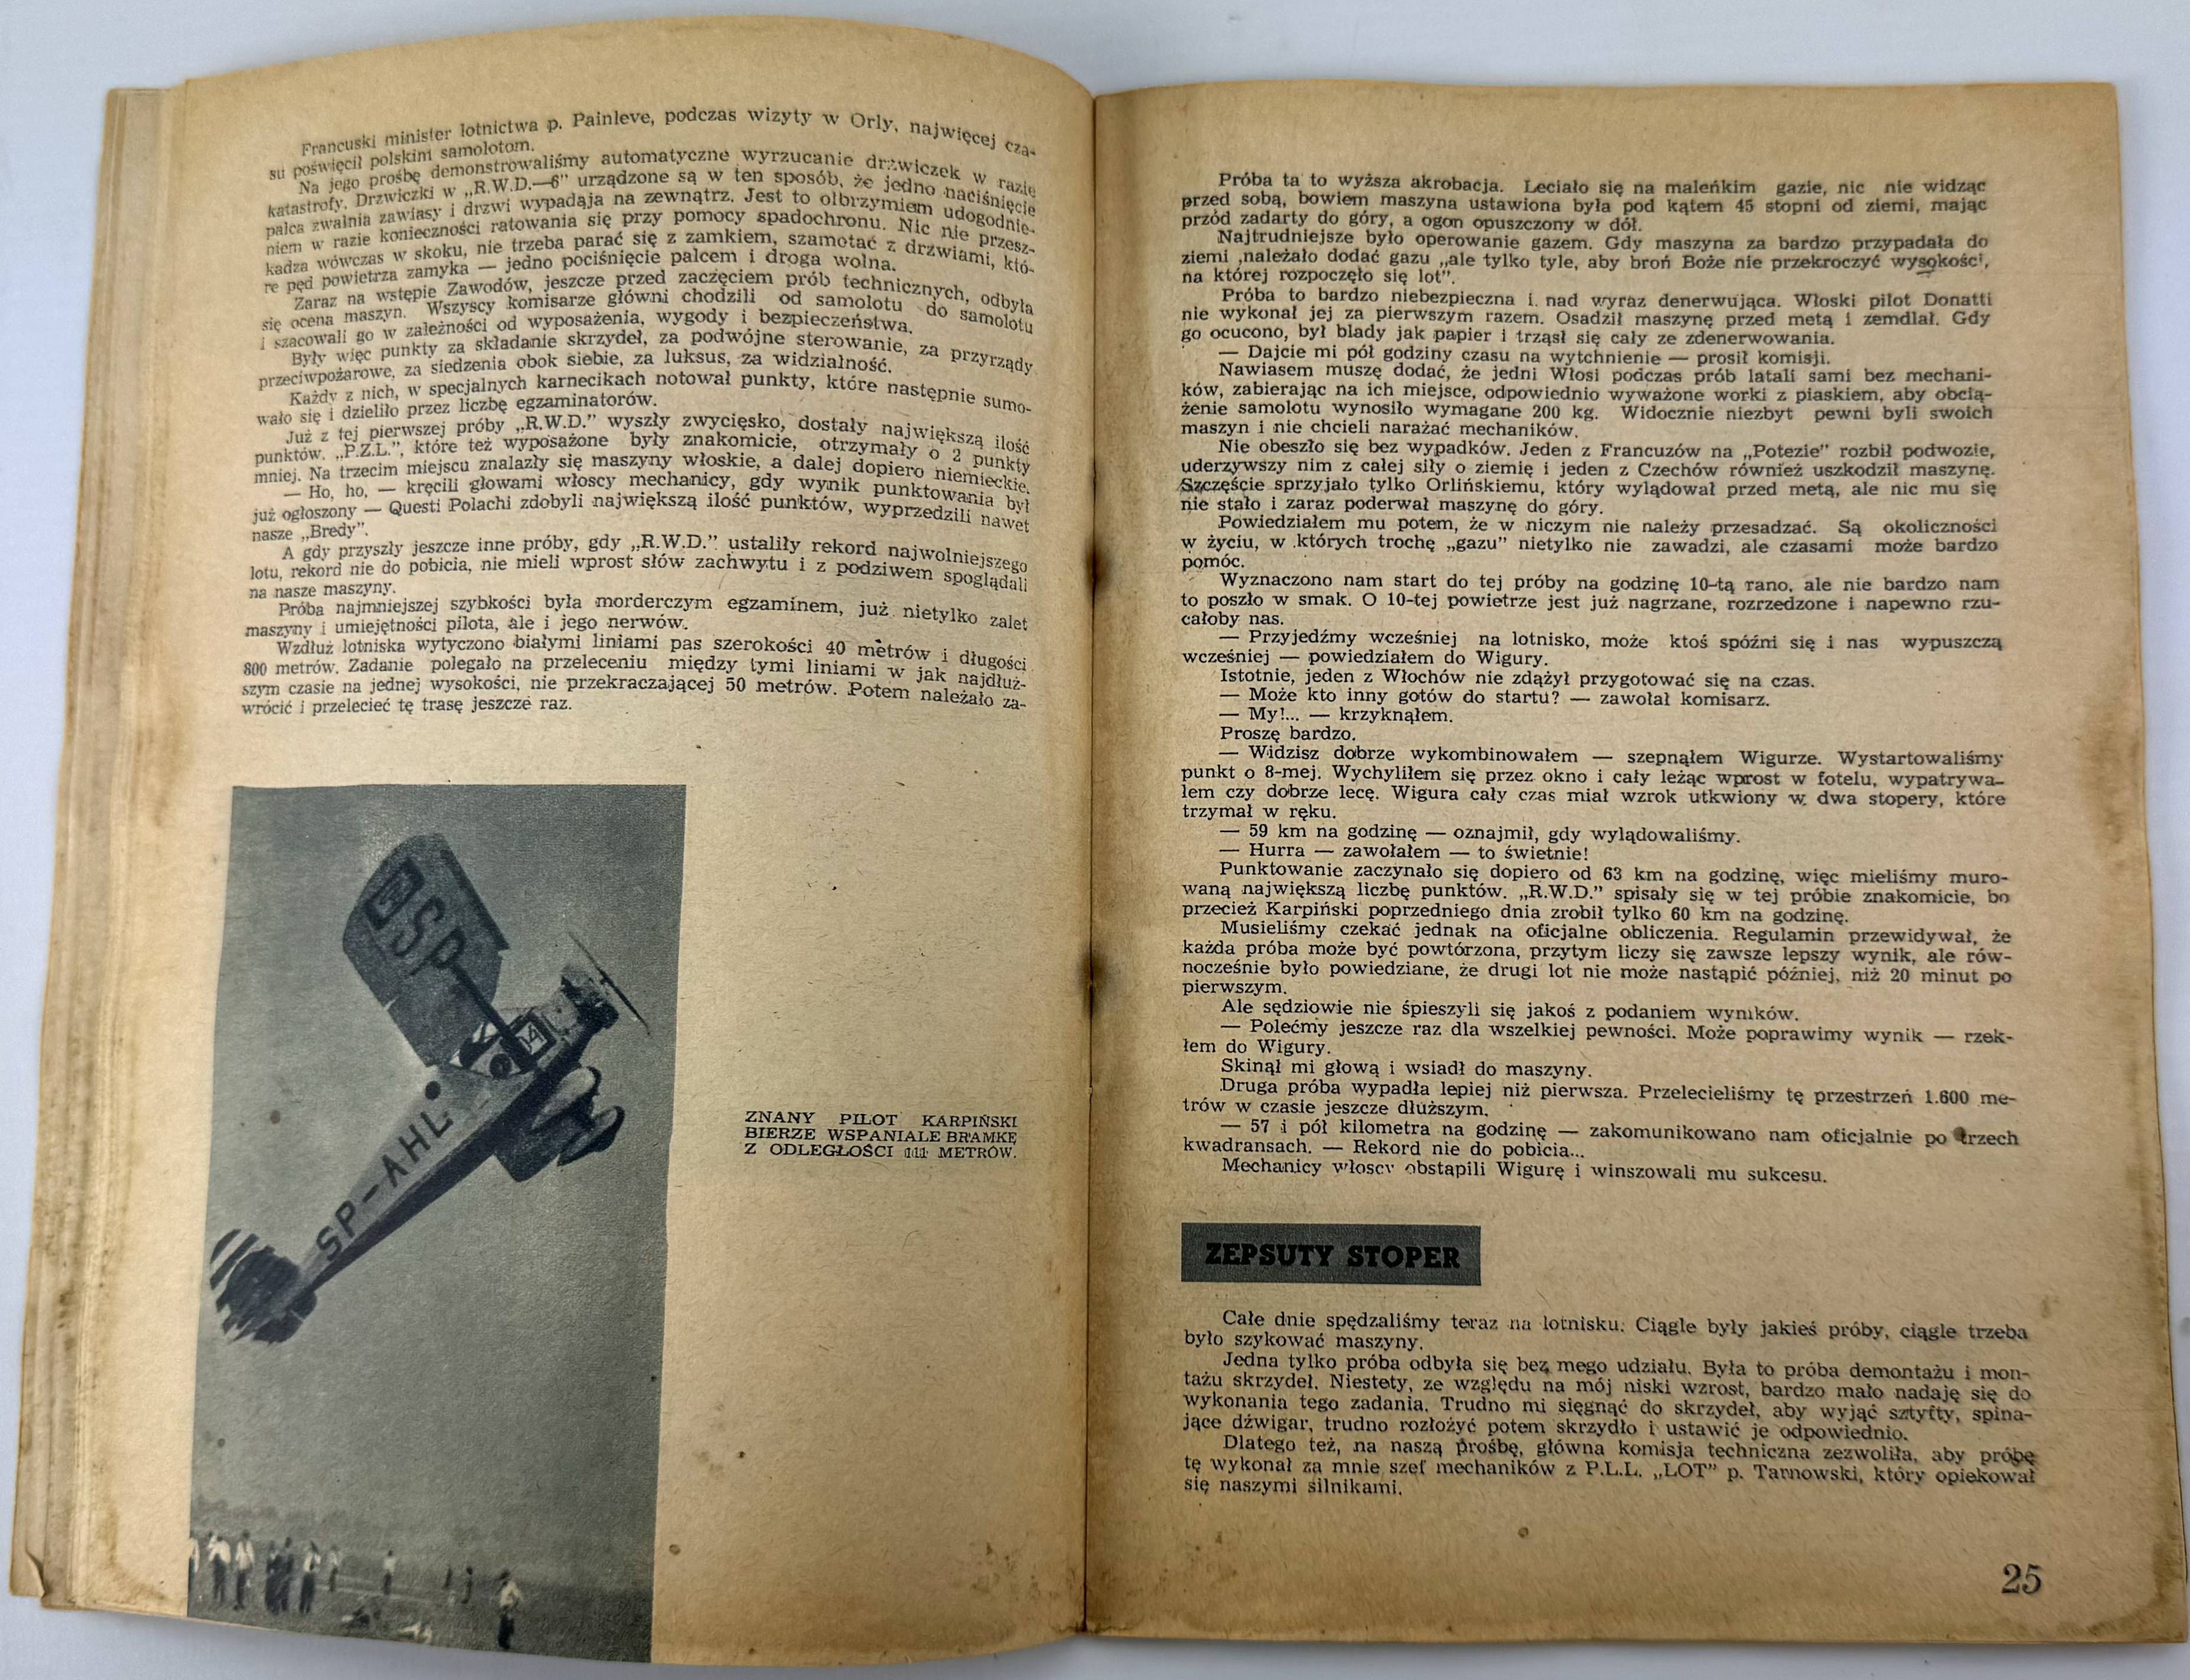 Francuski minister lotnictwa p. Painleve, podczas wizyty w Orly, najwięcej cza-
su poświęcił polskim samolotom.
Na jego prośbę demonstrowaliśmy automatyczne wyrzucanie drzwiczek w razie
katastrofy. Drzwiczki w „R.W.D.—6” urządzone są w ten sposób, że jedno naciśnięcie
palca zwalnia zawiasy i drzwi wypadają na zewnątrz. Jest to olbrzymiem udogodnie-
niem w razie konieczności ratowania się przy pomocy spadochronu. Nic nie przesz-
kadza wówczas w skoku, nie trzeba parać się z zamkiem, szamotać z drzwiami, któ-
re pęd powietrza zamyka — jedno pociśnięcie palcem i droga wolna.
Zaraz na wstępie Zawodów, jeszcze przed zaczęciem prób technicznych, odbyła
się ocena maszyn. Wszyscy komisarze główni chodzili od samolotu do samolotu
i szacowali go w zależności od wyposażenia, wygody i bezpieczeństwa.
Były więc punkty za składanie skrzydeł, za podwójne sterowanie, za przyrządy
przeciwpożarowe, za siedzenia obok siebie, za luksus, za widzialność.
Każdy z nich, w specjalnych karnecikach notował punkty, które następnie sumo-
wało się i dzieliło przez liczbę egzaminatorów.
Już z tej pierwszej próby „R.W.D.” wyszły zwycięsko, dostały największą ilość
punktów. „P.Z.L.”, które też wyposażone były znakomicie, otrzymały o 2 punkty
mniej. Na trzecim miejscu znalazły się maszyny włoskie, a dalej dopiero niemieckie.
— Ho, ho, — kręcili głowami włoscy mechanicy, gdy wynik punktowania był
już ogłoszony — Questi Polachi zdobyli największą ilość punktów, wyprzedzili nawet
nasze „Bredy”.
A gdy przyszły jeszcze inne próby, gdy „R.W.D.” ustaliły rekord najwolniejszego
lotu, rekord nie do pobicia, nie mieli wprost słów zachwytu i z podziwem spoglądali
na nasze maszyny.
Próba najmniejszej szybkości była morderczym egzaminem, już nietylko zalet
maszyny i umiejętności pilota, ale i jego nerwów.
Wzdłuż lotniska wytyczono białymi liniami pas szerokości 40 metrów i długości
800 metrów. Zadanie polegało na przeleceniu między tymi liniami w jak najdłuż-
szym czasie na jednej wysokości, nie przekraczającej 50 metrów. Potem należało za-
wrócić i przelecieć tę trasę jeszcze raz.
SP
14
SP-AHL
ZNANY PILOT KARPIŃSKI
BIERZE WSPANIALE BRAMKĘ
Z ODLEGŁOŚCI 111 METRÓW.
Próba ta to wyższa akrobacja. Leciało się na maleńkim gazie, nic nie widząc
przed sobą, bowiem maszyna ustawiona była pod kątem 45 stopni od ziemi, mając
przód zadarty do góry, a ogon opuszczony w dół.
Najtrudniejsze było operowanie gazem. Gdy maszyna za bardzo przypadała do
ziemi ,należało dodać gazu „ale tylko tyle, aby broń Boże nie przekroczyć wysokości,
na której rozpoczęło się lot”.
Próba to bardzo niebezpieczna i nad wyraz denerwująca. Włoski pilot Donatti
nie wykonał jej za pierwszym razem. Osadził maszynę przed metą i zemdlał. Gdy
go ocucono, był blady jak papier i trząsł się cały ze zdenerwowania.
— Dajcie mi pół godziny czasu na wytchnienie — prosił komisji.
Nawiasem muszę dodać, że jedni Włosi podczas prób latali sami bez mechani-
ków, zabierając na ich miejsce, odpowiednio wyważone worki z piaskiem, aby obcią-
żenie samolotu wynosiło wymagane 200 kg. Widocznie niezbyt pewni byli swoich
maszyn i nie chcieli narażać mechaników.
Nie obeszło się bez wypadków. Jeden z Francuzów na „Potezie” rozbił podwozie,
uderzywszy nim z całej siły o ziemię i jeden z Czechów również uszkodził maszynę.
Szczęście sprzyjało tylko Orlińskiemu, który wylądował przed metą, ale nic mu się
nie stało i zaraz poderwał maszynę do góry.
Powiedziałem mu potem, że w niczym nie należy przesadzać. Są okoliczności
w życiu, w których trochę „gazu” nietylko nie zawadzi, ale czasami może bardzo
pomóc.
Wyznaczono nam start do tej próby na godzinę 10-tą rano, ale nie bardzo nam
to poszło w smak. O 10-tej powietrze jest już nagrzane, rozrzedzone i napewno rzu-
całoby nas.
— Przyjedźmy wcześniej na lotnisko, może ktoś spóźni się i nas wypuszczą
wcześniej — powiedziałem do Wigury.
Istotnie, jeden z Włochów nie zdążył przygotować się na czas.
— Może kto inny gotów do startu? — zawołał komisarz.
— My!... — krzyknąłem.
Proszę bardzo.
— Widzisz dobrze wykombinowałem — szepnąłem Wigurze. Wystartowaliśmy
punkt o 8-mej. Wychyliłem się przez okno i cały leżąc wprost w fotelu, wypatrywa-
łem czy dobrze lecę. Wigura cały czas miał wzrok utkwiony w dwa stopery, które
trzymał w ręku.
— 59 km na godzinę — oznajmił, gdy wylądowaliśmy.
— Hurra — zawołałem — to świetnie!
Punktowanie zaczynało się dopiero od 63 km na godzinę, więc mieliśmy muro-
waną największą liczbę punktów. „R.W.D.” spisały się w tej próbie znakomicie, bo
przecież Karpiński poprzedniego dnia zrobił tylko 60 km na godzinę.
Musieliśmy czekać jednak na oficjalne obliczenia. Regulamin przewidywał, że
każda próba może być powtórzona, przytym liczy się zawsze lepszy wynik, ale rów-
nocześnie było powiedziane, że drugi lot nie może nastąpić później, niż 20 minut po
pierwszym.
Ale sędziowie nie śpieszyli się jakoś z podaniem wyników.
— Polećmy jeszcze raz dla wszelkiej pewności. Może poprawimy wynik — rzek-
łem do Wigury.
Skinął mi głową i wsiadł do maszyny.
Druga próba wypadła lepiej niż pierwsza. Przelecieliśmy tę przestrzeń 1.600 me-
trów w czasie jeszcze dłuższym.
— 57 i pół kilometra na godzinę — zakomunikowano nam oficjalnie po trzech
kwadransach. — Rekord nie do pobicia...
Mechanicy włoscy obstąpili Wigurę i winszowali mu sukcesu.
ZEPSUTY STOPER
Całe dnie spędzaliśmy teraz na lotnisku. Ciągle były jakieś próby, ciągle trzeba
było szykować maszyny.
Jedna tylko próba odbyła się bez mego udziału. Była to próba demontażu i mon-
tażu skrzydeł. Niestety, ze względu na mój niski wzrost, bardzo mało nadaję się do
wykonania tego zadania. Trudno mi sięgnąć do skrzydeł, aby wyjąć sztyfty, spina-
jące dźwigar, trudno rozłożyć potem skrzydło i ustawić je odpowiednio.
Dlatego też, na naszą prośbę, główna komisja techniczna zezwoliła, aby próbę
tę wykonał za mnie szef mechaników z P.L.L. „LOT” p. Tarnowski, który opiekował
się naszymi silnikami.
25